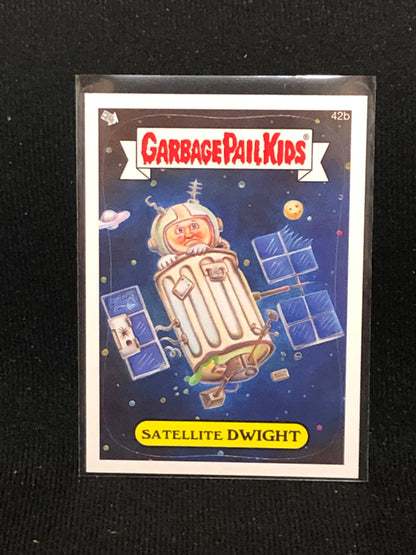 42b
GARBAGE PAIL KIDS®
SATELLITE DWIGHT